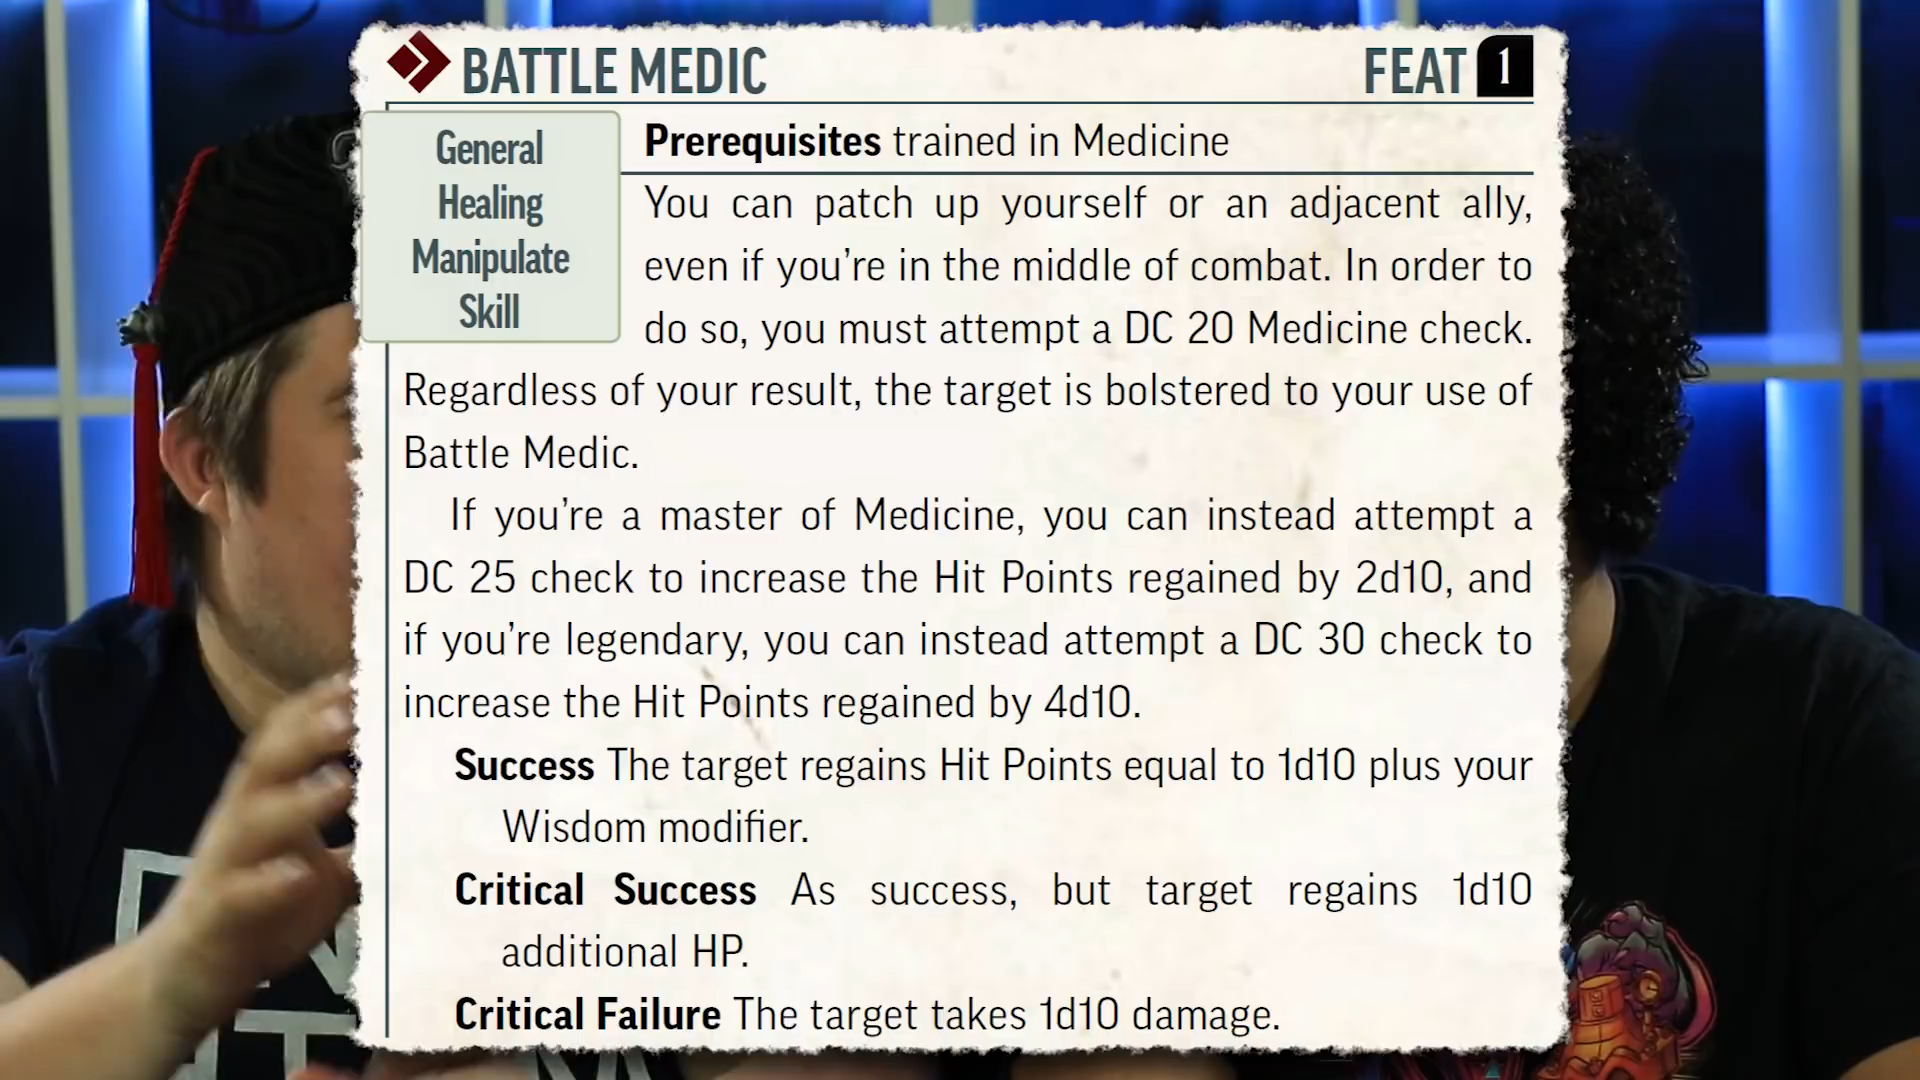 BATTLE MEDIC FEAT 1
General
Healing
Manipulate
Skill
Prerequisites trained in Medicine
You can patch up yourself or an adjacent ally,
even if you're in the middle of combat. In order to
do so, you must attempt a DC 20 Medicine check.
Regardless of your result, the target is bolstered to your use of
Battle Medic.
If you're a master of Medicine, you can instead attempt a
DC 25 check to increase the Hit Points regained by 2d10, and
if you're legendary, you can instead attempt a DC 30 check to
increase the Hit Points regained by 4d10.
Success The target regains Hit Points equal to 1d10 plus your
Wisdom modifier.
Critical Success As success, but target regains 1d10
additional HP.
Critical Failure The target takes 1d10 damage.